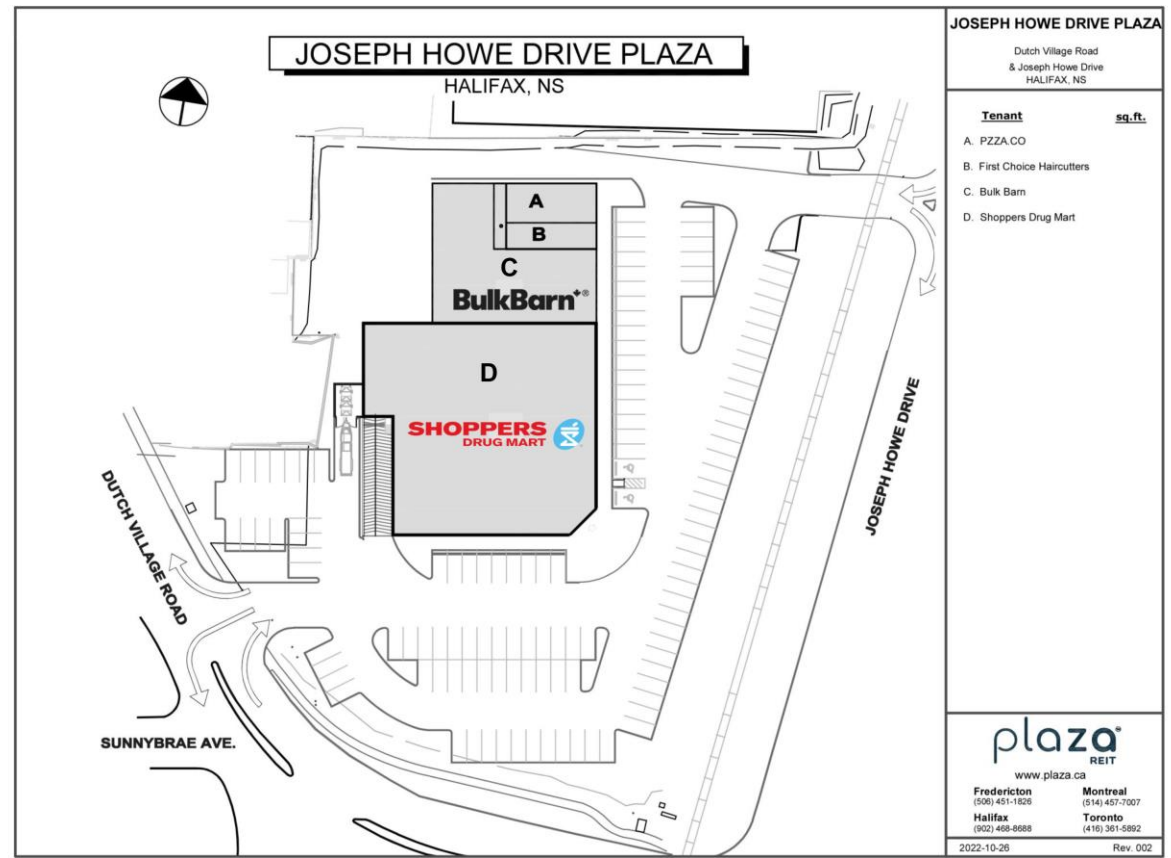 JOSEPH HOWE DRIVE PLAZA
HALIFAX, NS
A
B
C
BulkBarn®
D
SHOPPERS
DRUG MART
DUTCH VILLAGE ROAD
SUNNYBRAE AVE.
JOSEPH HOWE DRIVE
JOSEPH HOWE DRIVE PLAZA
Dutch Village Road
& Joseph Howe Drive
HALIFAX, NS
Tenant sq.ft.
A. PZZA.CO
B. First Choice Haircutters
C. Bulk Barn
D. Shoppers Drug Mart
plaza
REIT
www.plaza.ca
Fredericton Montreal
(506) 451-1826 (514) 457-7007
Halifax Toronto
(902) 468-8688 (416) 361-5892
2022-10-26 Rev. 002